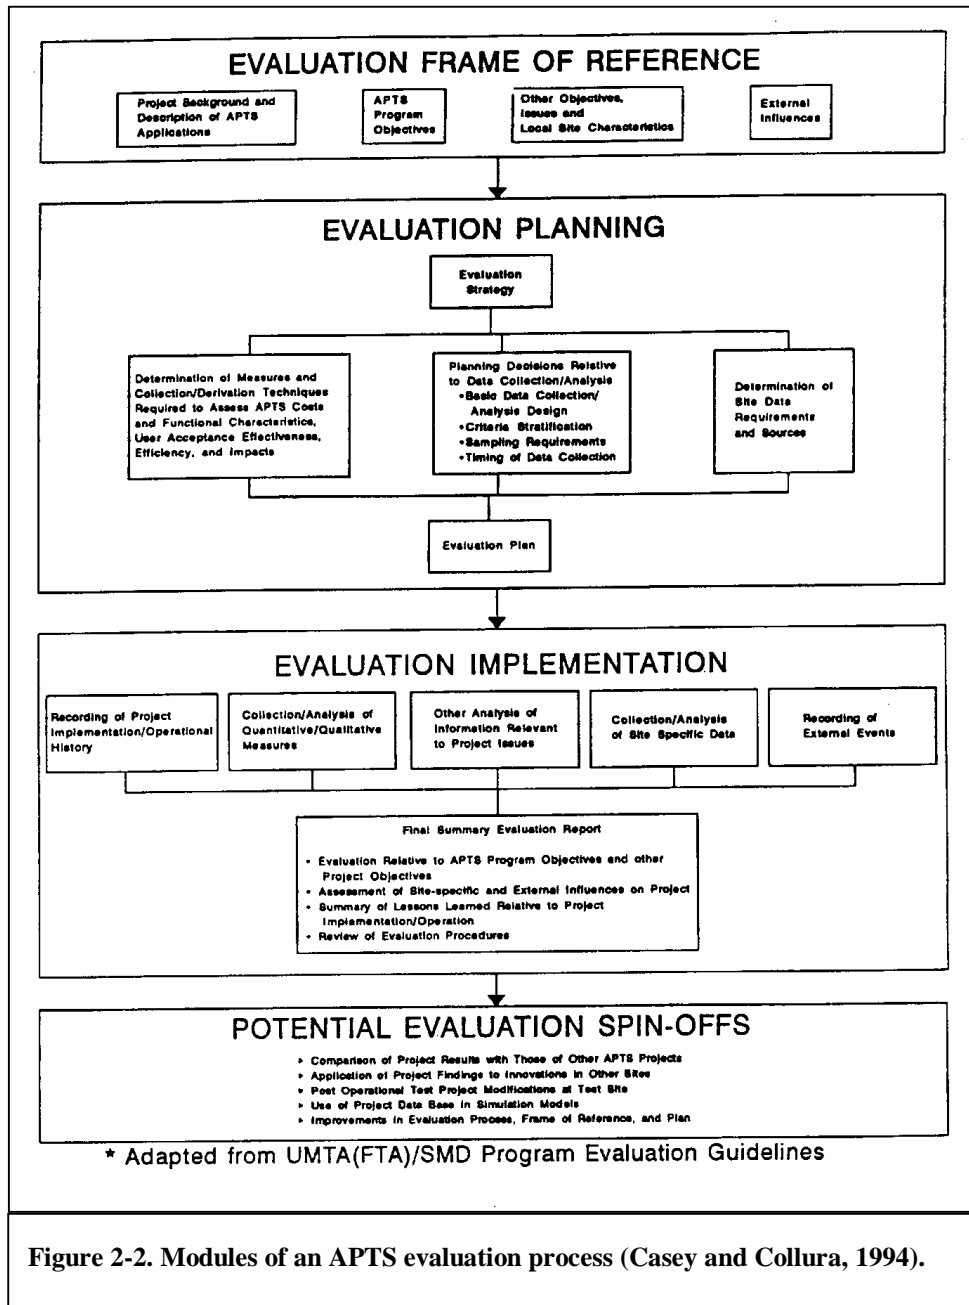 EVALUATION FRAME OF REFERENCE
Project Background and
Description of APTS
Applications
APTS
Program
Objectives
Other Objectives,
Issues and
Local Site Characteristics
External
Influences
EVALUATION PLANNING
Evaluation
Strategy
Determination of Measures and
Collection/Derivation Techniques
Required to Assess APTS Costs
and Functional Characteristics,
User Acceptance Effectiveness,
Efficiency, and Impacts
Planning Decisions Relative
to Data Collection/Analysis
•Basic Data Collection/
Analysis Design
•Criteria Stratification
•Sampling Requirements
•Timing of Data Collection
Determination of
Site Data
Requirements
and Sources
Evaluation Plan
EVALUATION IMPLEMENTATION
Recording of Project
Implementation/Operational
History
Collection/Analysis of
Quantitative/Qualitative
Measures
Other Analysis of
Information Relevant
to Project Issues
Collection/Analysis
of Site Specific Data
Recording of
External Events
Final Summary Evaluation Report
• Evaluation Relative to APTS Program Objectives and other
Project Objectives
• Assessment of Site-specific and External Influences on Project
• Summary of Lessons Learned Relative to Project
Implementation/Operation
• Review of Evaluation Procedures
POTENTIAL EVALUATION SPIN-OFFS
• Comparison of Project Results with Those of Other APTS Projects
• Application of Project Findings to Innovations in Other Sites
• Post Operational Test Project Modifications at Test Site
• Use of Project Data Base in Simulation Models
• Improvements in Evaluation Process, Frame of Reference, and Plan
* Adapted from UMTA(FTA)/SMD Program Evaluation Guidelines
Figure 2-2. Modules of an APTS evaluation process (Casey and Collura, 1994).